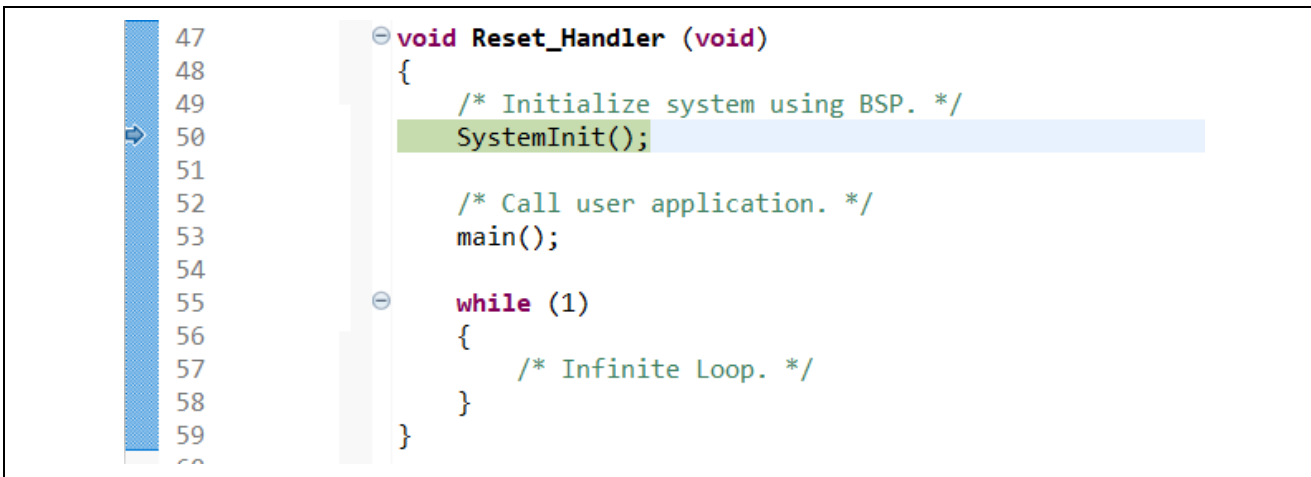 47 void Reset_Handler (void)
48 {
49 /* Initialize system using BSP. */
50 SystemInit();
51
52 /* Call user application. */
53 main();
54
55 while (1)
56 {
57 /* Infinite Loop. */
58 }
59 }